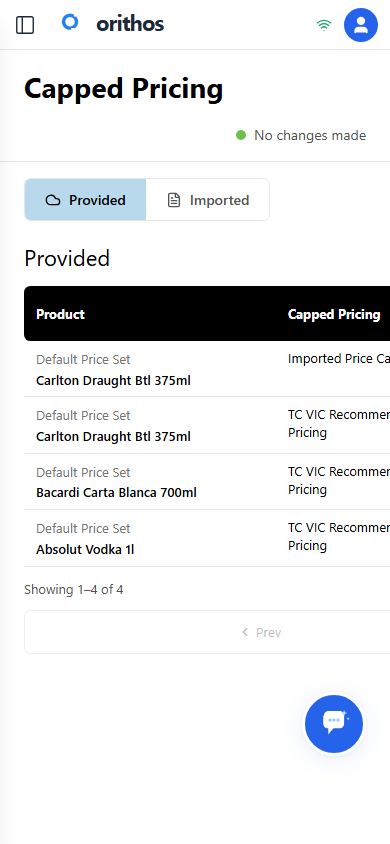 orithos
Capped Pricing
No changes made
Provided
Imported
Provided
Product
Capped Pricing
Default Price Set
Carlton Draught Btl 375ml
Imported Price Ca
Default Price Set
Carlton Draught Btl 375ml
TC VIC Recommen
Pricing
Default Price Set
Bacardi Carta Blanca 700ml
TC VIC Recommen
Pricing
Default Price Set
Absolut Vodka 1l
TC VIC Recommen
Pricing
Showing 1–4 of 4
Prev